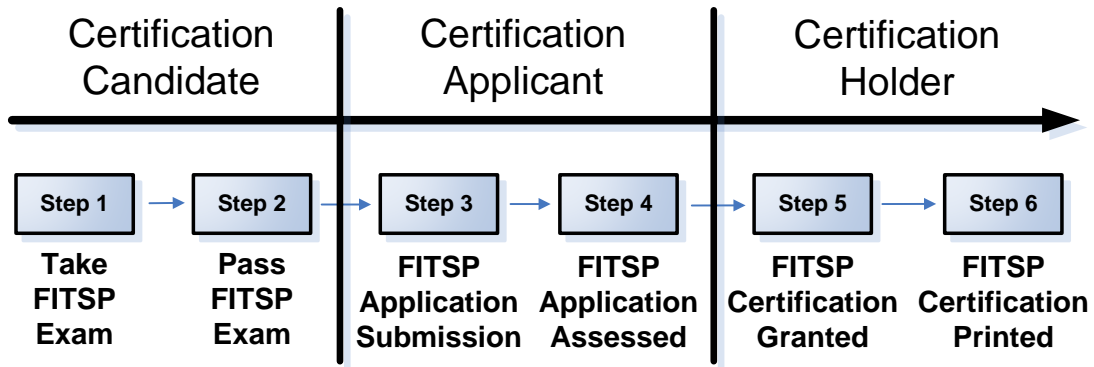 Certification
Candidate
Certification
Applicant
Certification
Holder
Step 1
Step 2
Step 3
Step 4
Step 5
Step 6
Take
FITSP
Exam
Pass
FITSP
Exam
FITSP
Application
Submission
FITSP
Application
Assessed
FITSP
Certification
Granted
FITSP
Certification
Printed